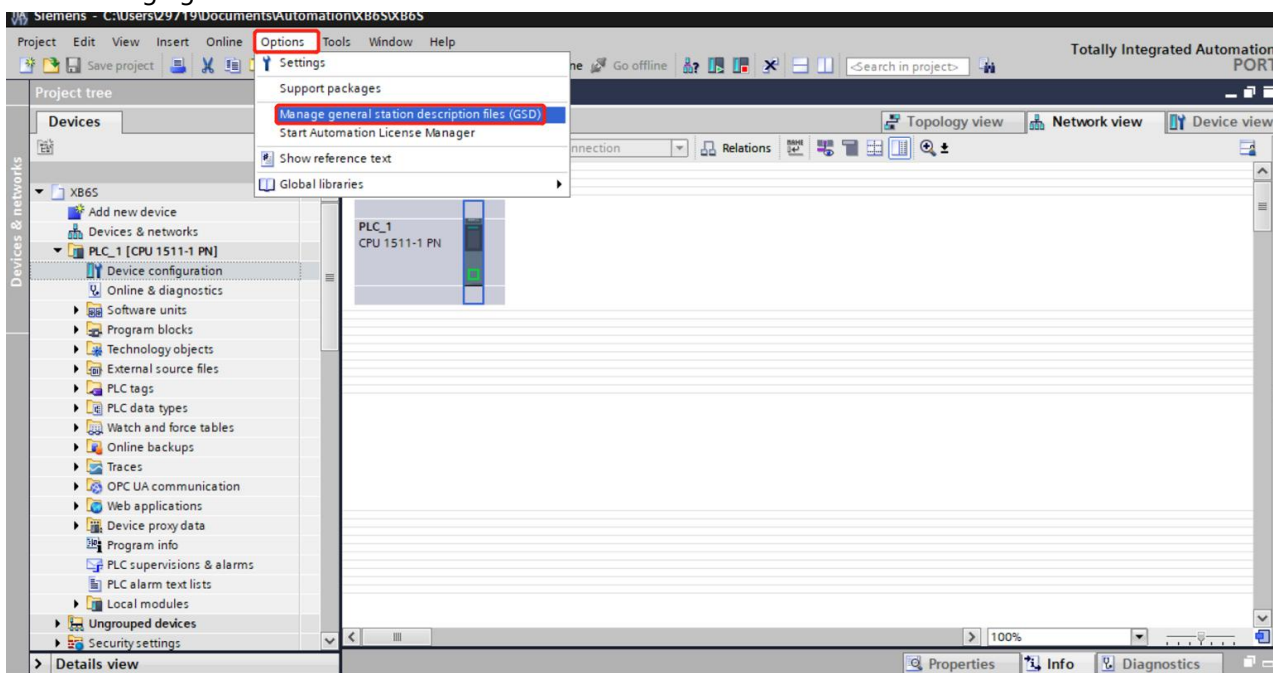 Siemens - C:\Users\29719\Documents\Automation\XB6S\XB6S
Project Edit View Insert Online Options Tools Window Help
Totally Integrated Automation
PORT
Save project
Go offline
<Search in project>
Settings
Support packages
Manage general station description files (GSD)
Start Automation License Manager
Show reference text
Global libraries
Project tree
Devices
Topology view Network view Device view
nnection Relations
Devices & networks
XB6S
Add new device
Devices & networks
PLC_1 [CPU 1511-1 PN]
Device configuration
Online & diagnostics
Software units
Program blocks
Technology objects
External source files
PLC tags
PLC data types
Watch and force tables
Online backups
Traces
OPC UA communication
Web applications
Device proxy data
Program info
PLC supervisions & alarms
PLC alarm text lists
Local modules
Ungrouped devices
Security settings
Details view
PLC_1
CPU 1511-1 PN
100%
Properties Info Diagnostics